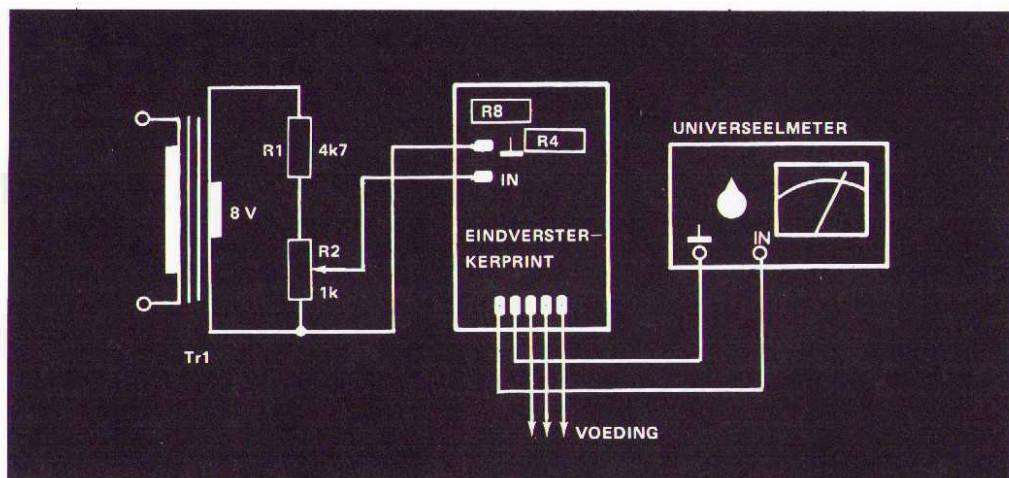 R1
4k7
8 V
R2
1k
Tr1
R8
R4
IN
EINDVERSTER-
KERPRINT
VOEDING
UNIVERSEELMETER
IN